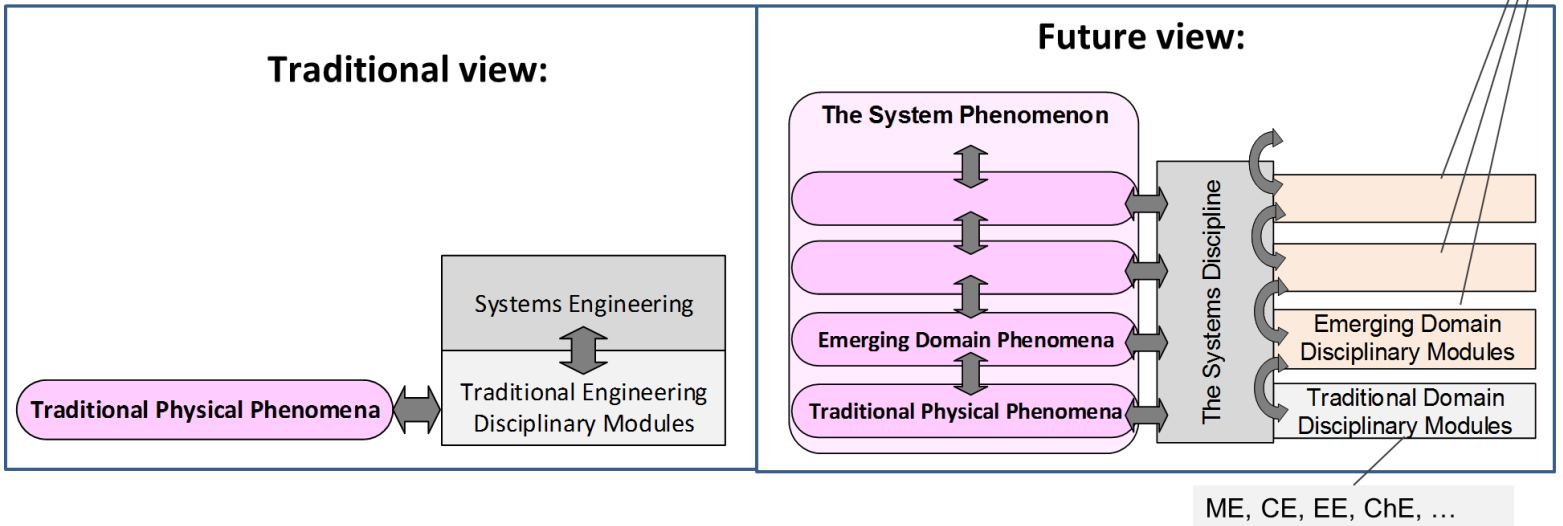 Traditional view:
Systems Engineering
Traditional Physical Phenomena
Traditional Engineering
Disciplinary Modules
Future view:
The System Phenomenon
Emerging Domain Phenomena
Traditional Physical Phenomena
The Systems Discipline
Emerging Domain
Disciplinary Modules
Traditional Domain
Disciplinary Modules
ME, CE, EE, ChE, …